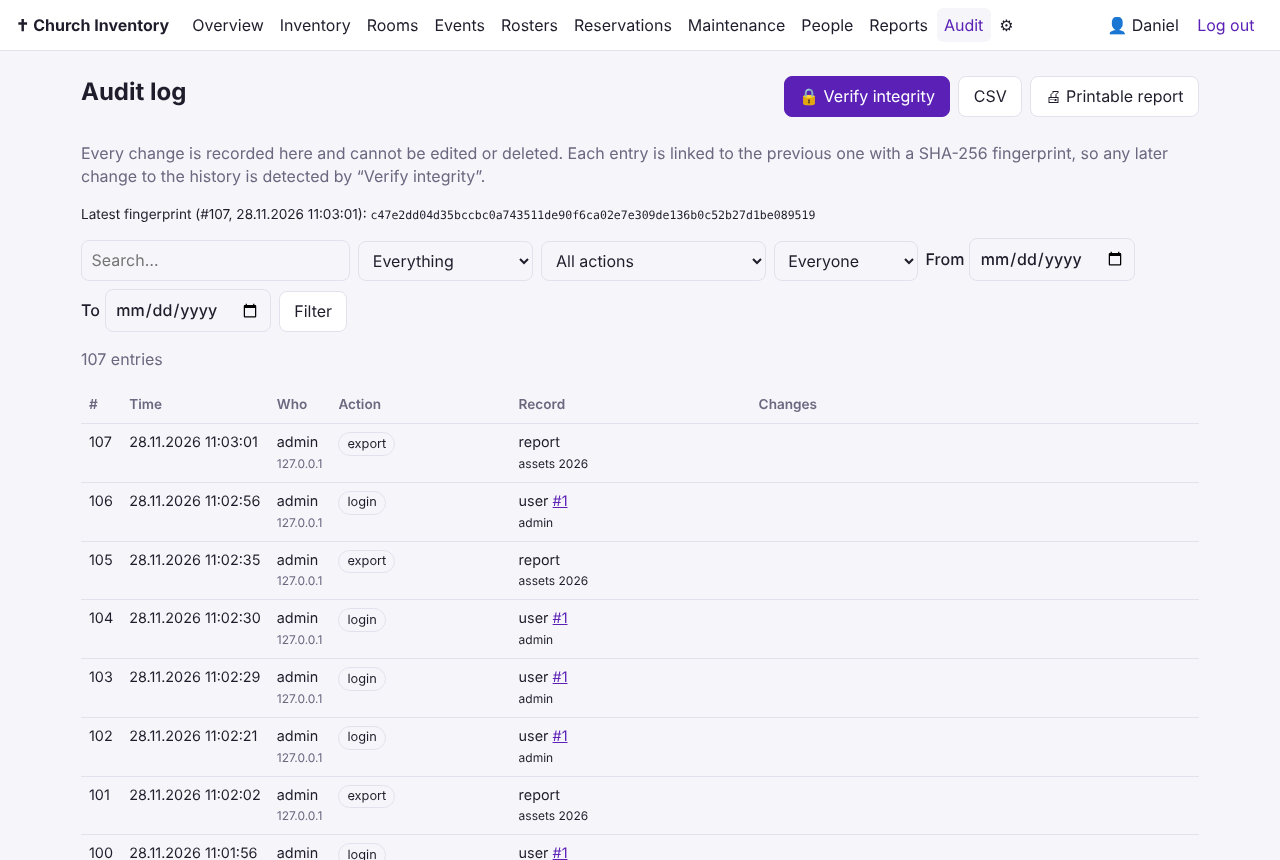 ✝ Church Inventory Overview Inventory Rooms Events Rosters Reservations Maintenance People Reports Audit ⚙ 👤 Daniel Log out
Audit log
🔒 Verify integrity CSV 🖨 Printable report
Every change is recorded here and cannot be edited or deleted. Each entry is linked to the previous one with a SHA-256 fingerprint, so any later
change to the history is detected by “Verify integrity”.
Latest fingerprint (#107, 28.11.2026 11:03:01): c47e2dd04d35bccbc0a743511de90f6ca02e7e309de136b0c52b27d1be089519
Search… Everything All actions Everyone From mm/dd/yyyy
To mm/dd/yyyy Filter
107 entries
# Time Who Action Record Changes
107 28.11.2026 11:03:01 admin export report
127.0.0.1 assets 2026
106 28.11.2026 11:02:56 admin login user #1
127.0.0.1 admin
105 28.11.2026 11:02:35 admin export report
127.0.0.1 assets 2026
104 28.11.2026 11:02:30 admin login user #1
127.0.0.1 admin
103 28.11.2026 11:02:29 admin login user #1
127.0.0.1 admin
102 28.11.2026 11:02:21 admin login user #1
127.0.0.1 admin
101 28.11.2026 11:02:02 admin export report
127.0.0.1 assets 2026
100 28.11.2026 11:01:56 admin login user #1